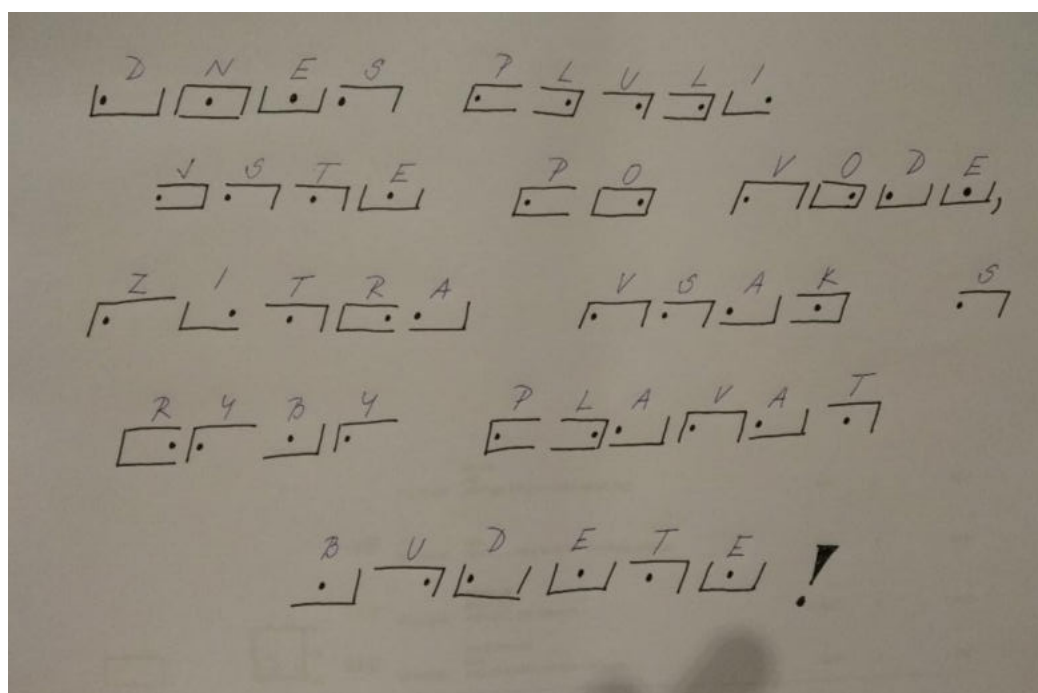 DNES PLULI
JSTE PO VODE,
ZITRA VSAK S
RYBY PLAVAT
BUDETE!